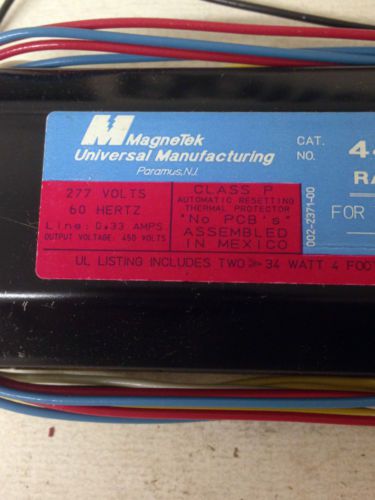 MagneTek
Universal Manufacturing
Paramus, N.J.
CAT.
NO.
FOR
277 VOLTS
60 HERTZ
Line: 0.33 AMPS.
OUTPUT VOLTAGE: 450 VOLTS
CLASS P
AUTOMATIC RESETTING
THERMAL PROTECTOR
"No PCB's"
ASSEMBLED
IN MEXICO
002-2371-00
UL LISTING INCLUDES TWO 34 WATT 4 FOOT